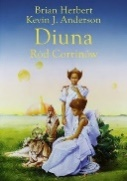 Brian Herbert
Kevin J. Anderson
Diuna
Ród Corrinów